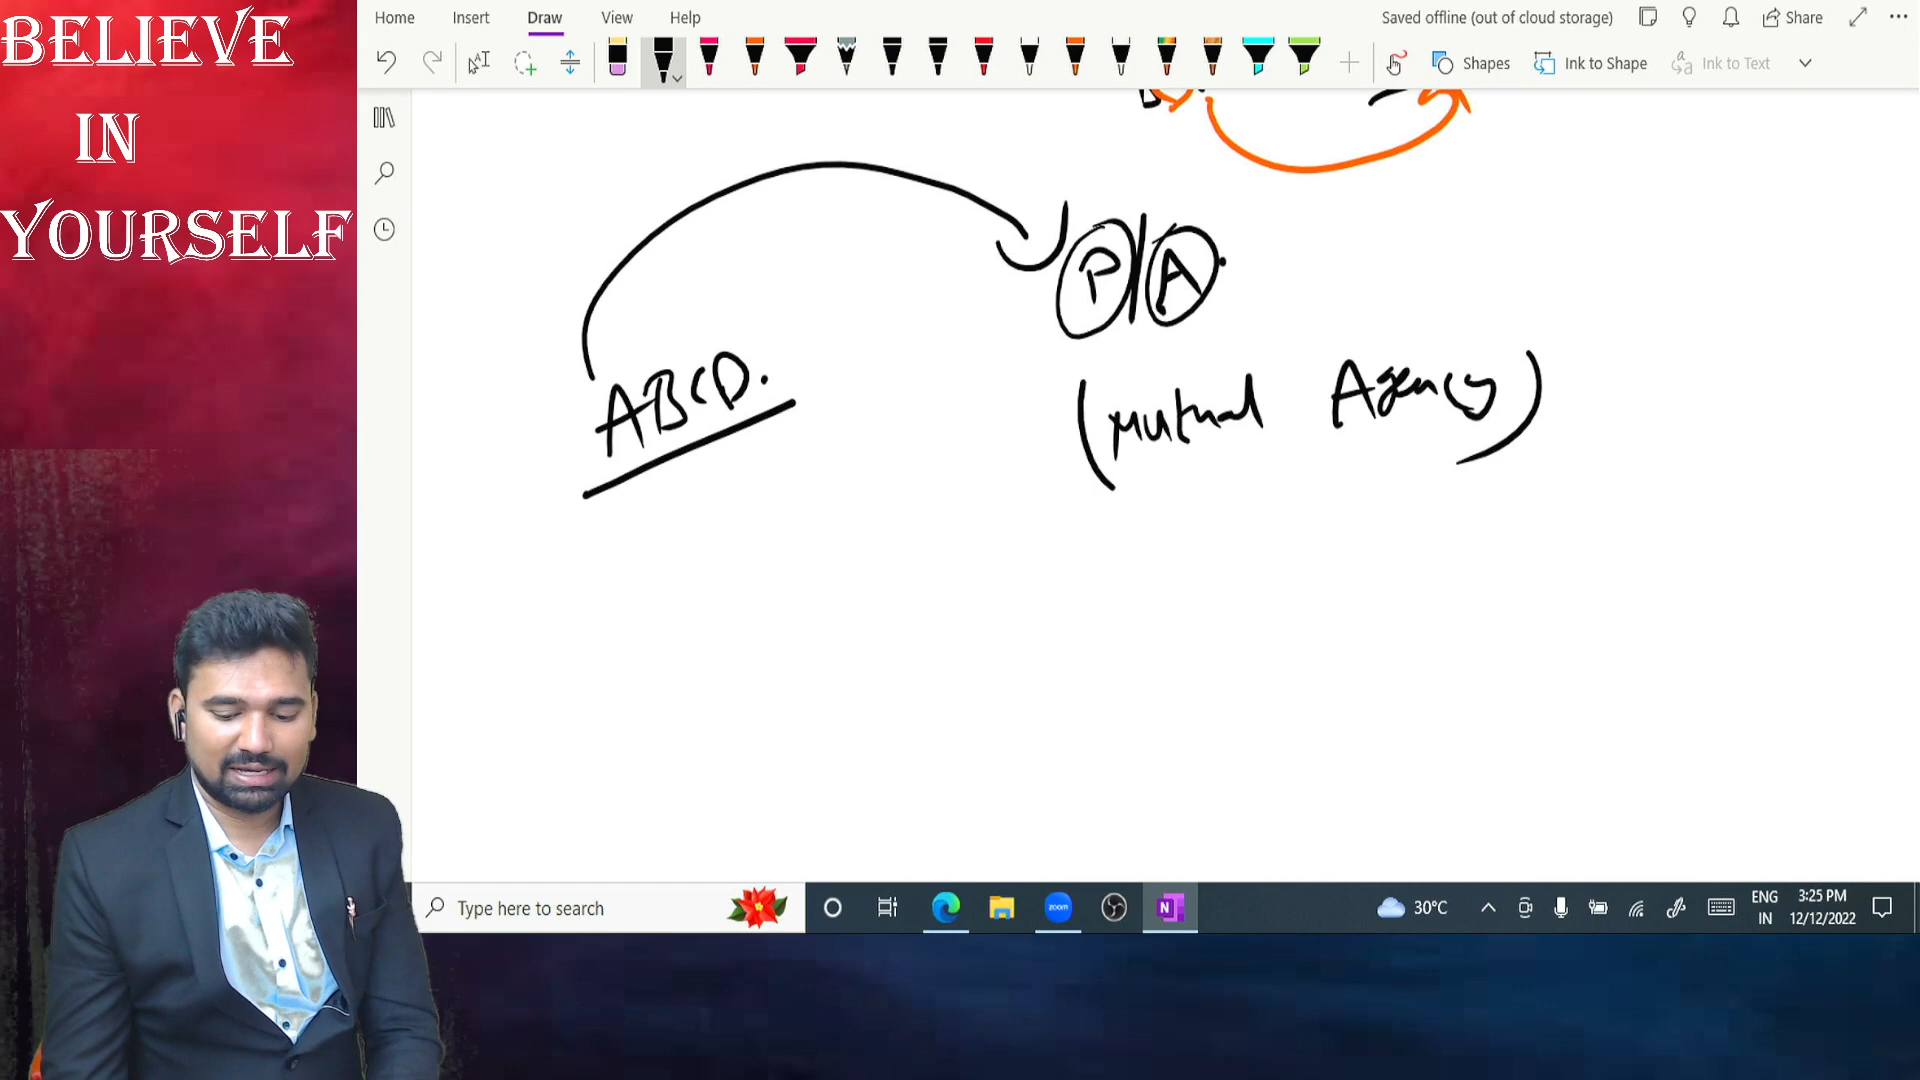 BELIEVE
IN
YOURSELF
Home Insert Draw View Help
Saved offline (out of cloud storage) Share
Shapes Ink to Shape Ink to Text
P/A
ABCD.
(Mutual Agency)
Type here to search
zoom
N
30°C
ENG
IN
3:25 PM
12/12/2022